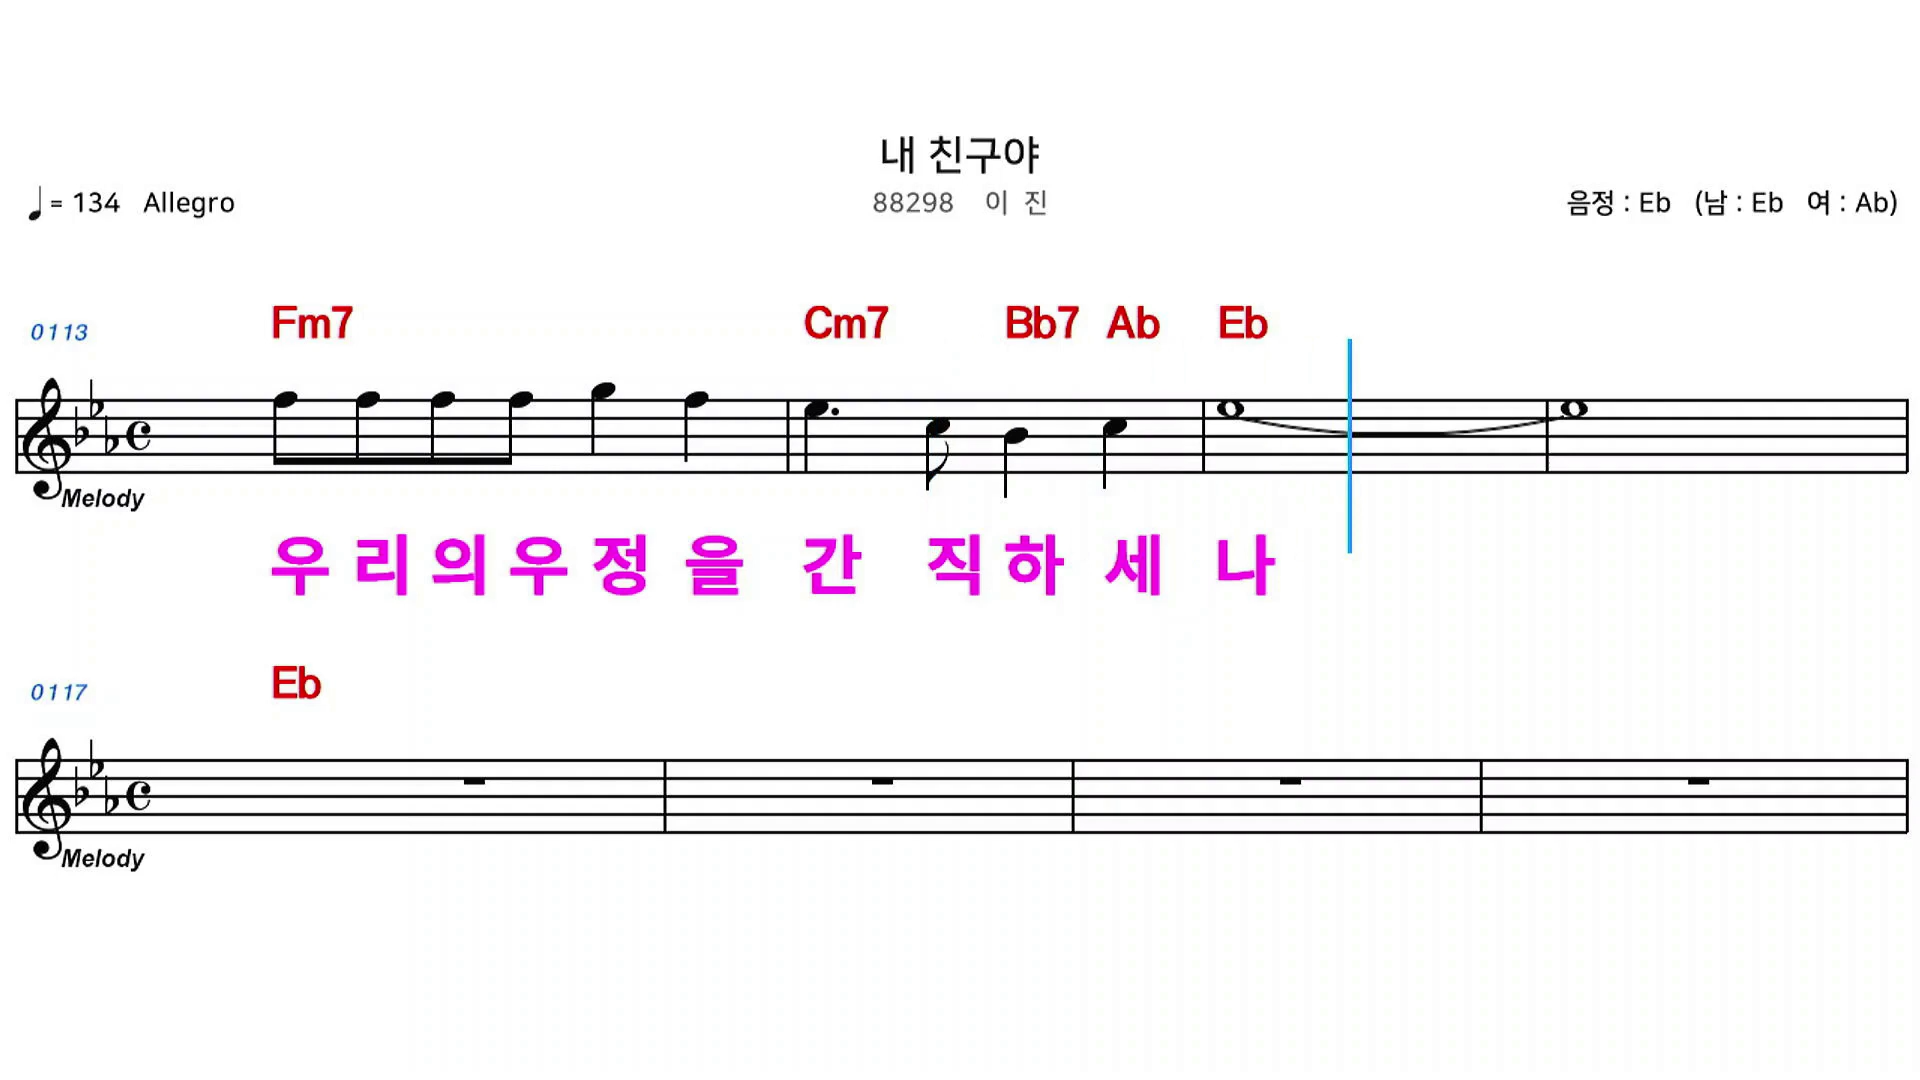 내 친구야
♩= 134 Allegro 88298 이 진 음정 : Eb (남 : Eb 여 : Ab)
0113 Fm7 Cm7 Bb7 Ab Eb
Melody
우 리 의 우 정 을 간 직 하 세 나
0117 Eb
Melody